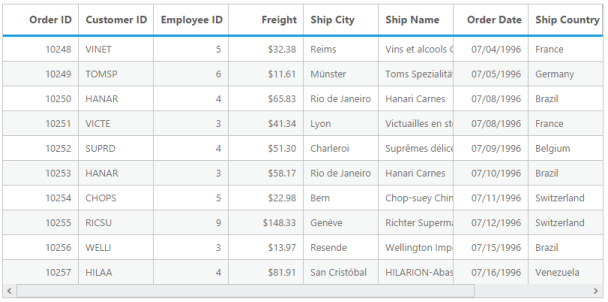 Order ID Customer ID Employee ID Freight Ship City Ship Name Order Date Ship Country
10248 VINET 5 $32.38 Reims Vins et alcools 07/04/1996 France
10249 TOMSP 6 $11.61 Münster Toms Spezialitä 07/05/1996 Germany
10250 HANAR 4 $65.83 Rio de Janeiro Hanari Carnes 07/08/1996 Brazil
10251 VICTE 3 $41.34 Lyon Victuailles en st 07/08/1996 France
10252 SUPRD 4 $51.30 Charleroi Suprêmes délice 07/09/1996 Belgium
10253 HANAR 3 $58.17 Rio de Janeiro Hanari Carnes 07/10/1996 Brazil
10254 CHOPS 5 $22.98 Bern Chop-suey Chin 07/11/1996 Switzerland
10255 RICSU 9 $148.33 Genève Richter Superma 07/12/1996 Switzerland
10256 WELLI 3 $13.97 Resende Wellington Imp 07/15/1996 Brazil
10257 HILAA 4 $81.91 San Cristóbal HILARION-Abas 07/16/1996 Venezuela